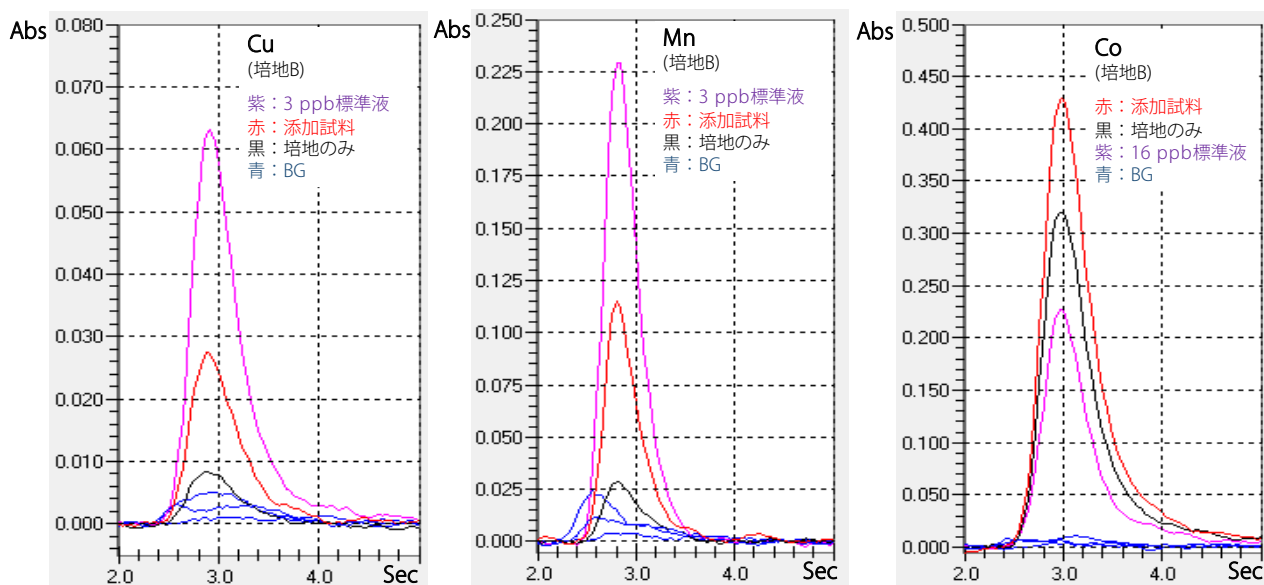 Abs
0.080
0.070
0.060
0.050
0.040
0.030
0.020
0.010
0.000
2.0
3.0
4.0
Sec
Cu
(培地B)
紫：3 ppb標準液
赤：添加試料
黒：培地のみ
青：BG
Abs
0.250
0.225
0.200
0.175
0.150
0.125
0.100
0.075
0.050
0.025
0.000
2.0
3.0
4.0
Sec
Mn
(培地B)
紫：3 ppb標準液
赤：添加試料
黒：培地のみ
青：BG
Abs
0.500
0.450
0.400
0.350
0.300
0.250
0.200
0.150
0.100
0.050
0.000
2.0
3.0
4.0
Sec
Co
(培地B)
赤：添加試料
黒：培地のみ
紫：16 ppb標準液
青：BG